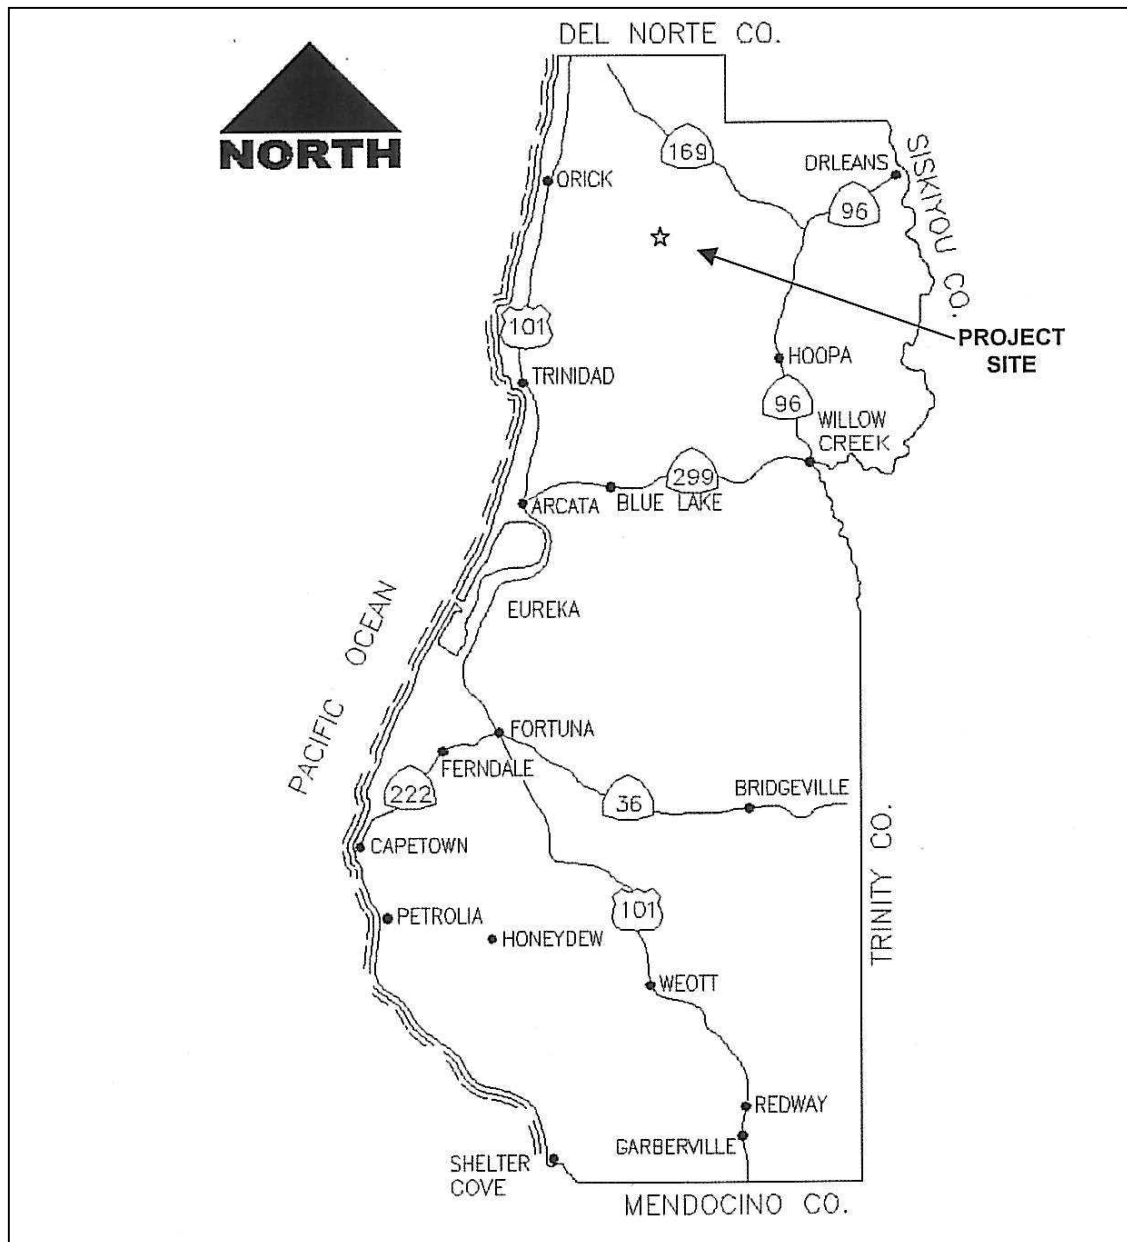 DEL NORTE CO.
NORTH
169
ORLEANS
SISKIYOU CO.
ORICK
96
101
PROJECT
SITE
HOOPA
TRINIDAD
96
WILLOW
CREEK
299
ARCATA
BLUE LAKE
EUREKA
PACIFIC OCEAN
FORTUNA
FERNDALE
222
36
BRIDGEVILLE
CAPETOWN
TRINITY CO.
PETROLIA
101
HONEYDEW
WEOTT
REDWAY
GARBERVILLE
SHELTER
COVE
MENDOCINO CO.